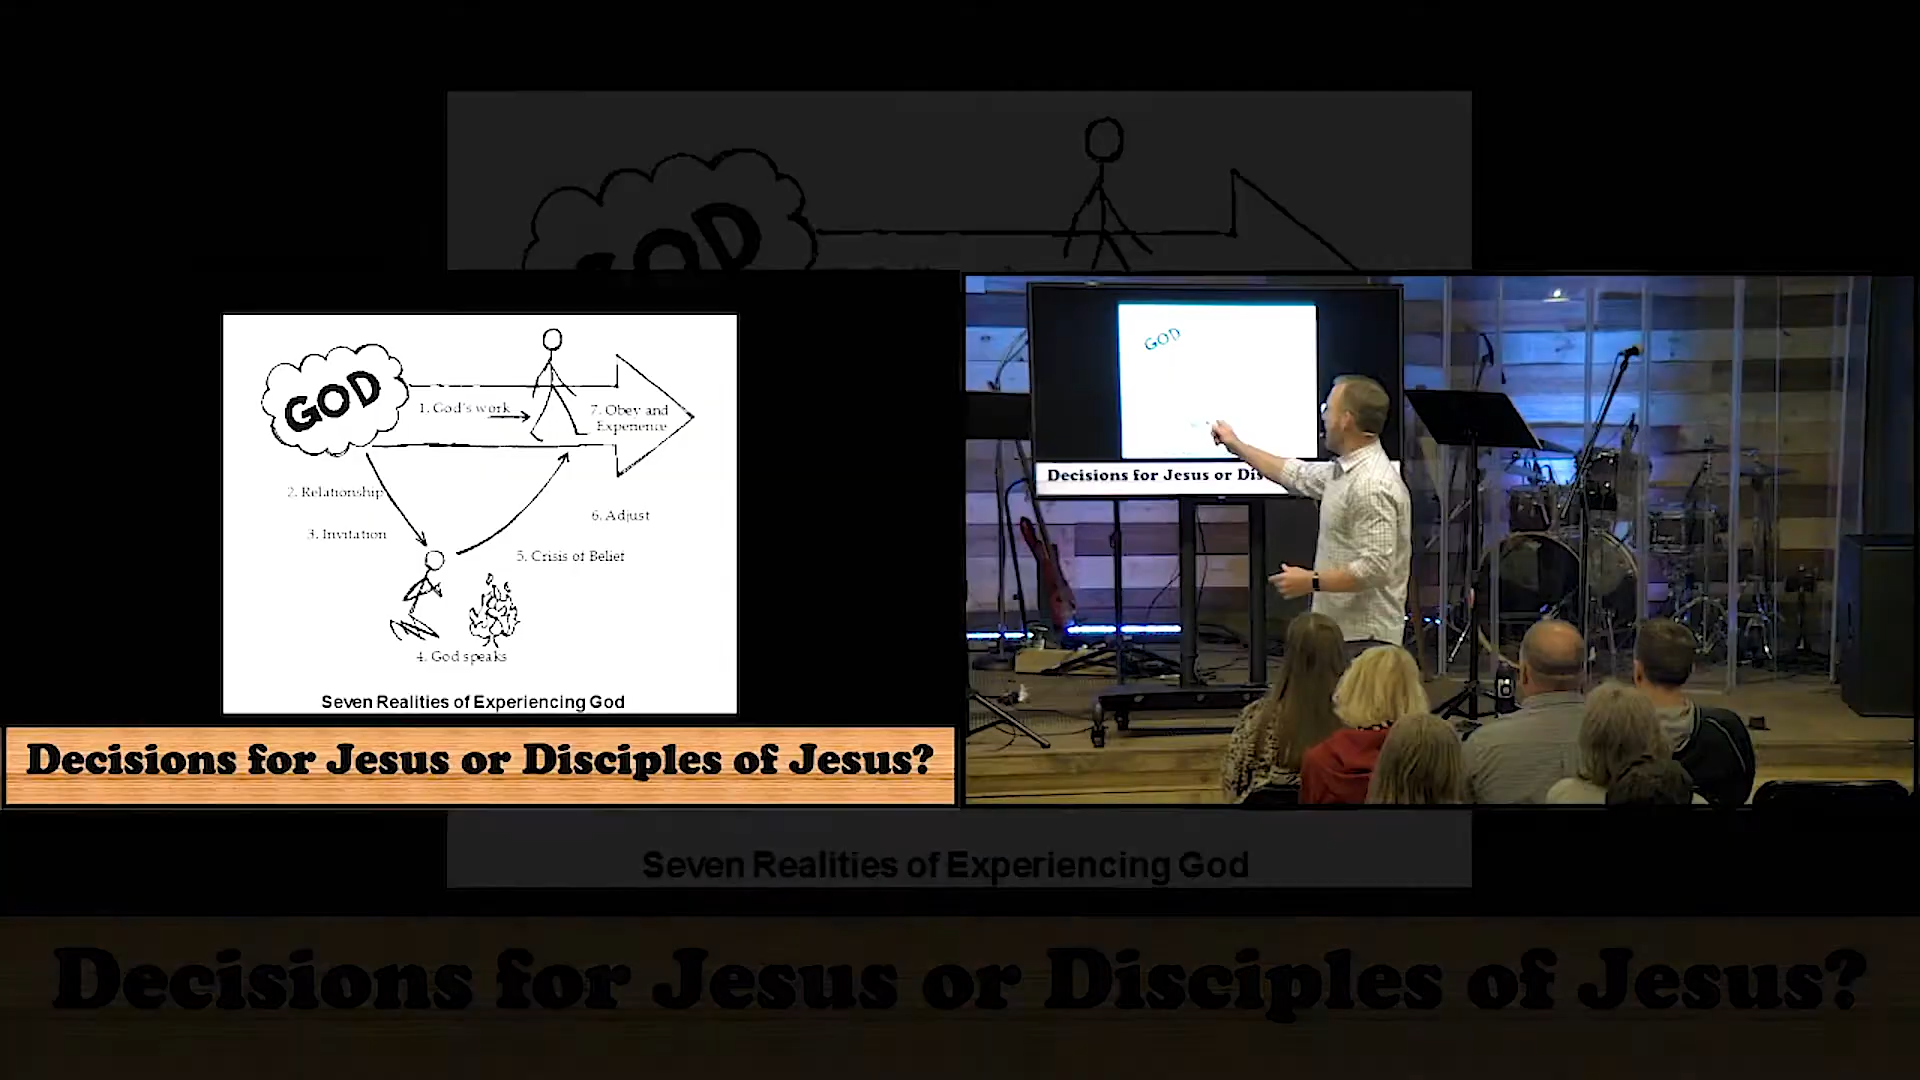 GOD
GOD
1. God's work
7. Obey and
Experience
2. Relationship
3. Invitation
6. Adjust
5. Crisis of Belief
4. God speaks
Seven Realities of Experiencing God
Decisions for Jesus or Disciples of Jesus?
GOD
Decisions for Jesus or Dis
Seven Realities of Experiencing God
Decisions for Jesus or Disciples of Jesus?